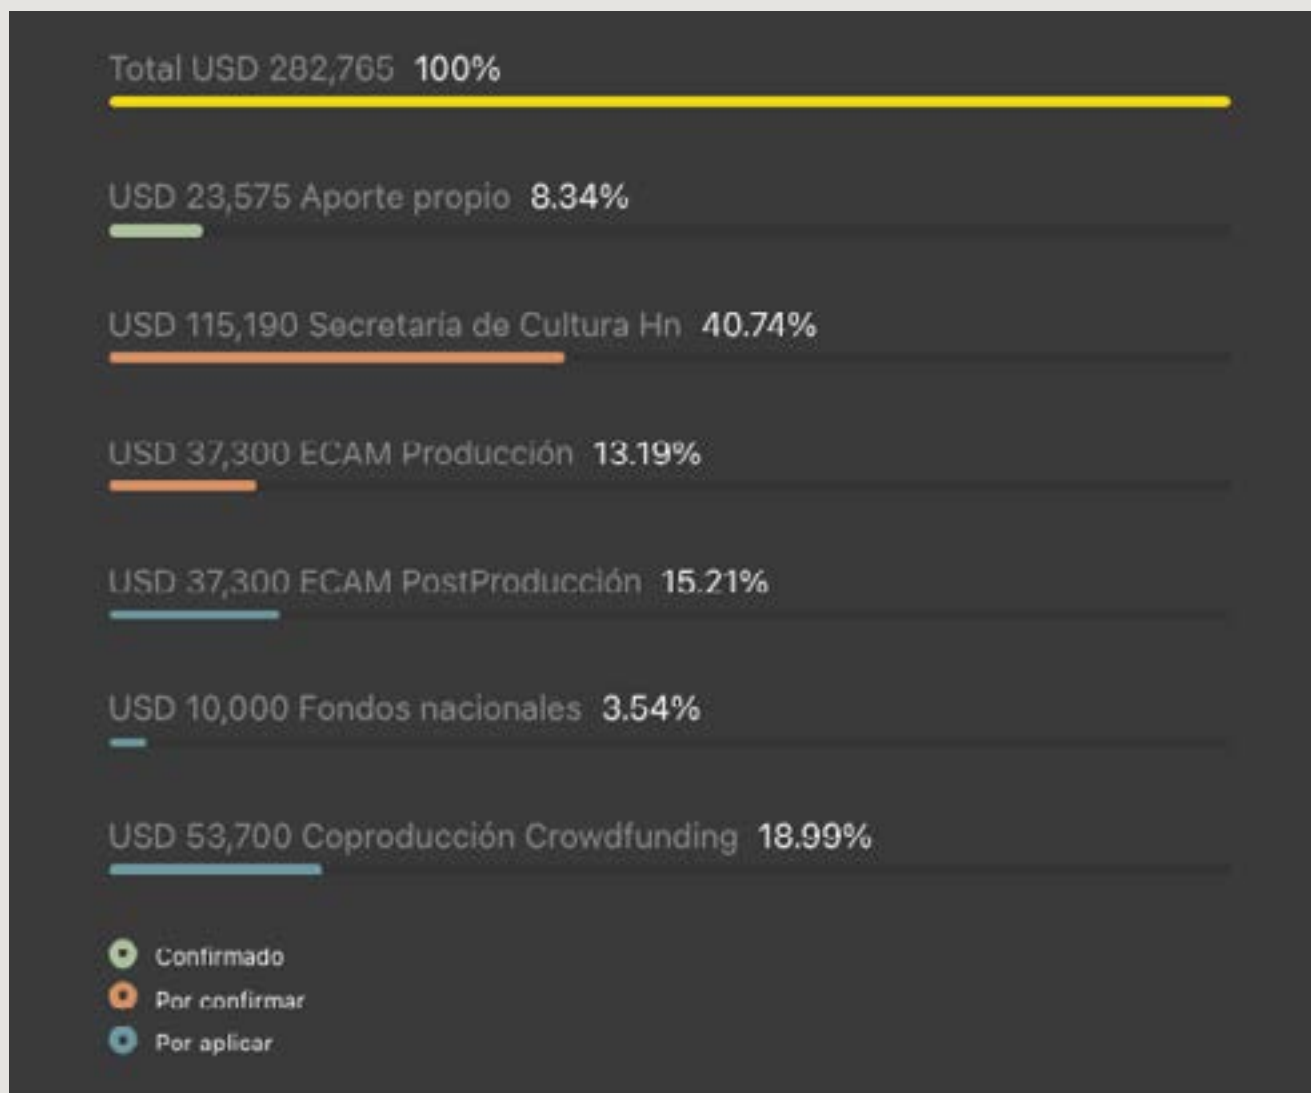 Total USD 282,765 100%
USD 23,575 Aporte propio 8.34%
USD 115,190 Secretaría de Cultura Hn 40.74%
USD 37,300 ECAM Producción 13.19%
USD 37,300 ECAM PostProducción 15.21%
USD 10,000 Fondos nacionales 3.54%
USD 53,700 Coproducción Crowdfunding 18.99%
Confirmado
Por confirmar
Por aplicar